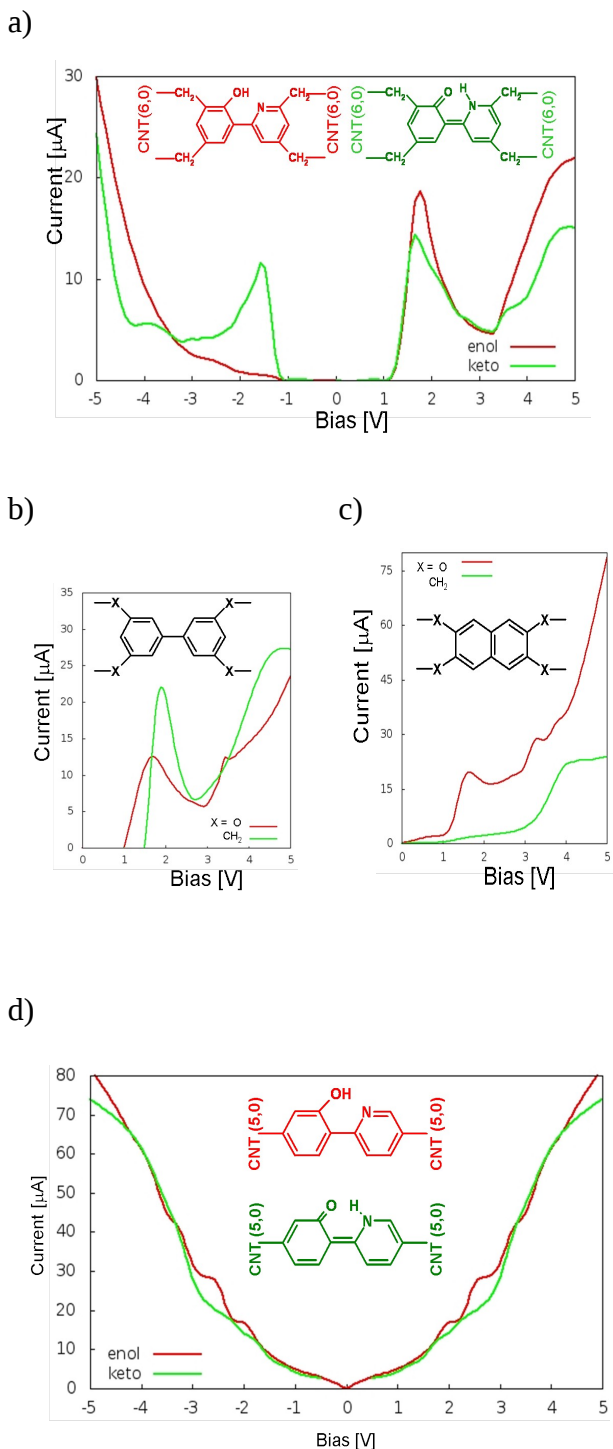 a)
30
20
10
0
Current [μA]
CNT(6,0)
CH2
OH
N
CH2
CH2
CH2
CNT(6,0)
CNT(6,0)
CH2
O
H
N
CH2
CH2
CH2
CNT(6,0)
enol
keto
-5 -4 -3 -2 -1 0 1 2 3 4 5
Bias [V]
b)
35
30
25
20
15
10
5
0
Current [μA]
X X
X X
X = O
CH2
0 1 2 3 4 5
Bias [V]
c)
75
60
45
30
15
0
Current [μA]
X = O
CH2
X X
X X
0 1 2 3 4 5
Bias [V]
d)
80
70
60
50
40
30
20
10
0
Current [μA]
CNT (5,0)
OH
N
CNT (5,0)
CNT (5,0)
O
H
N
CNT (5,0)
enol
keto
-5 -4 -3 -2 -1 0 1 2 3 4 5
Bias [V]